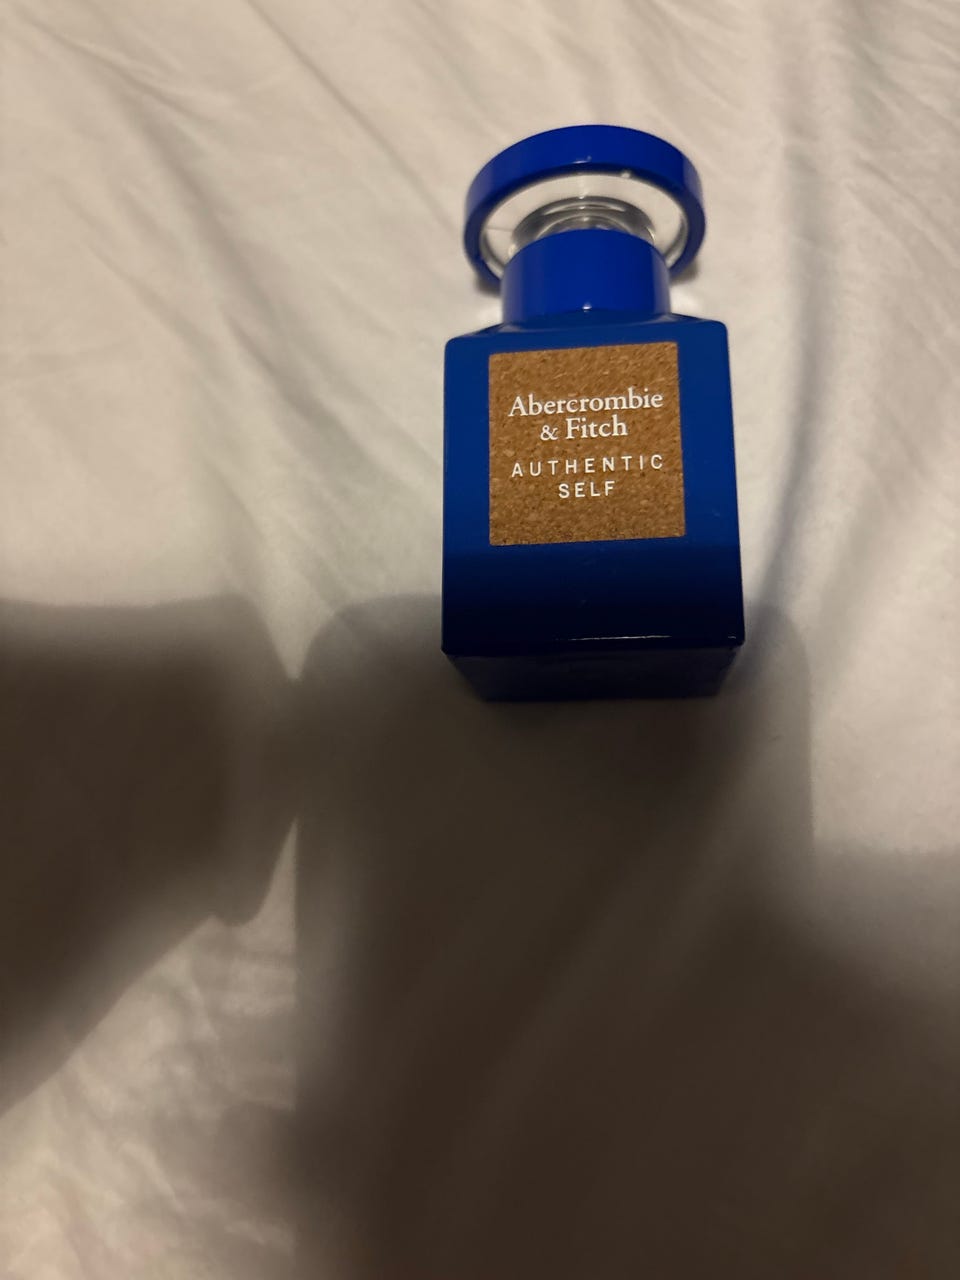 Abercrombie
& Fitch
AUTHENTIC
SELF